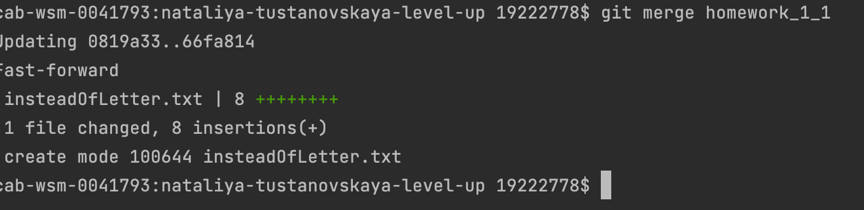 cab-wsm-0041793:nataliya-tustanovskaya-level-up 19222778$ git merge homework_1_1
Updating 0819a33..66fa814
Fast-forward
insteadOfLetter.txt | 8 ++++++++
1 file changed, 8 insertions(+)
create mode 100644 insteadOfLetter.txt
cab-wsm-0041793:nataliya-tustanovskaya-level-up 19222778$